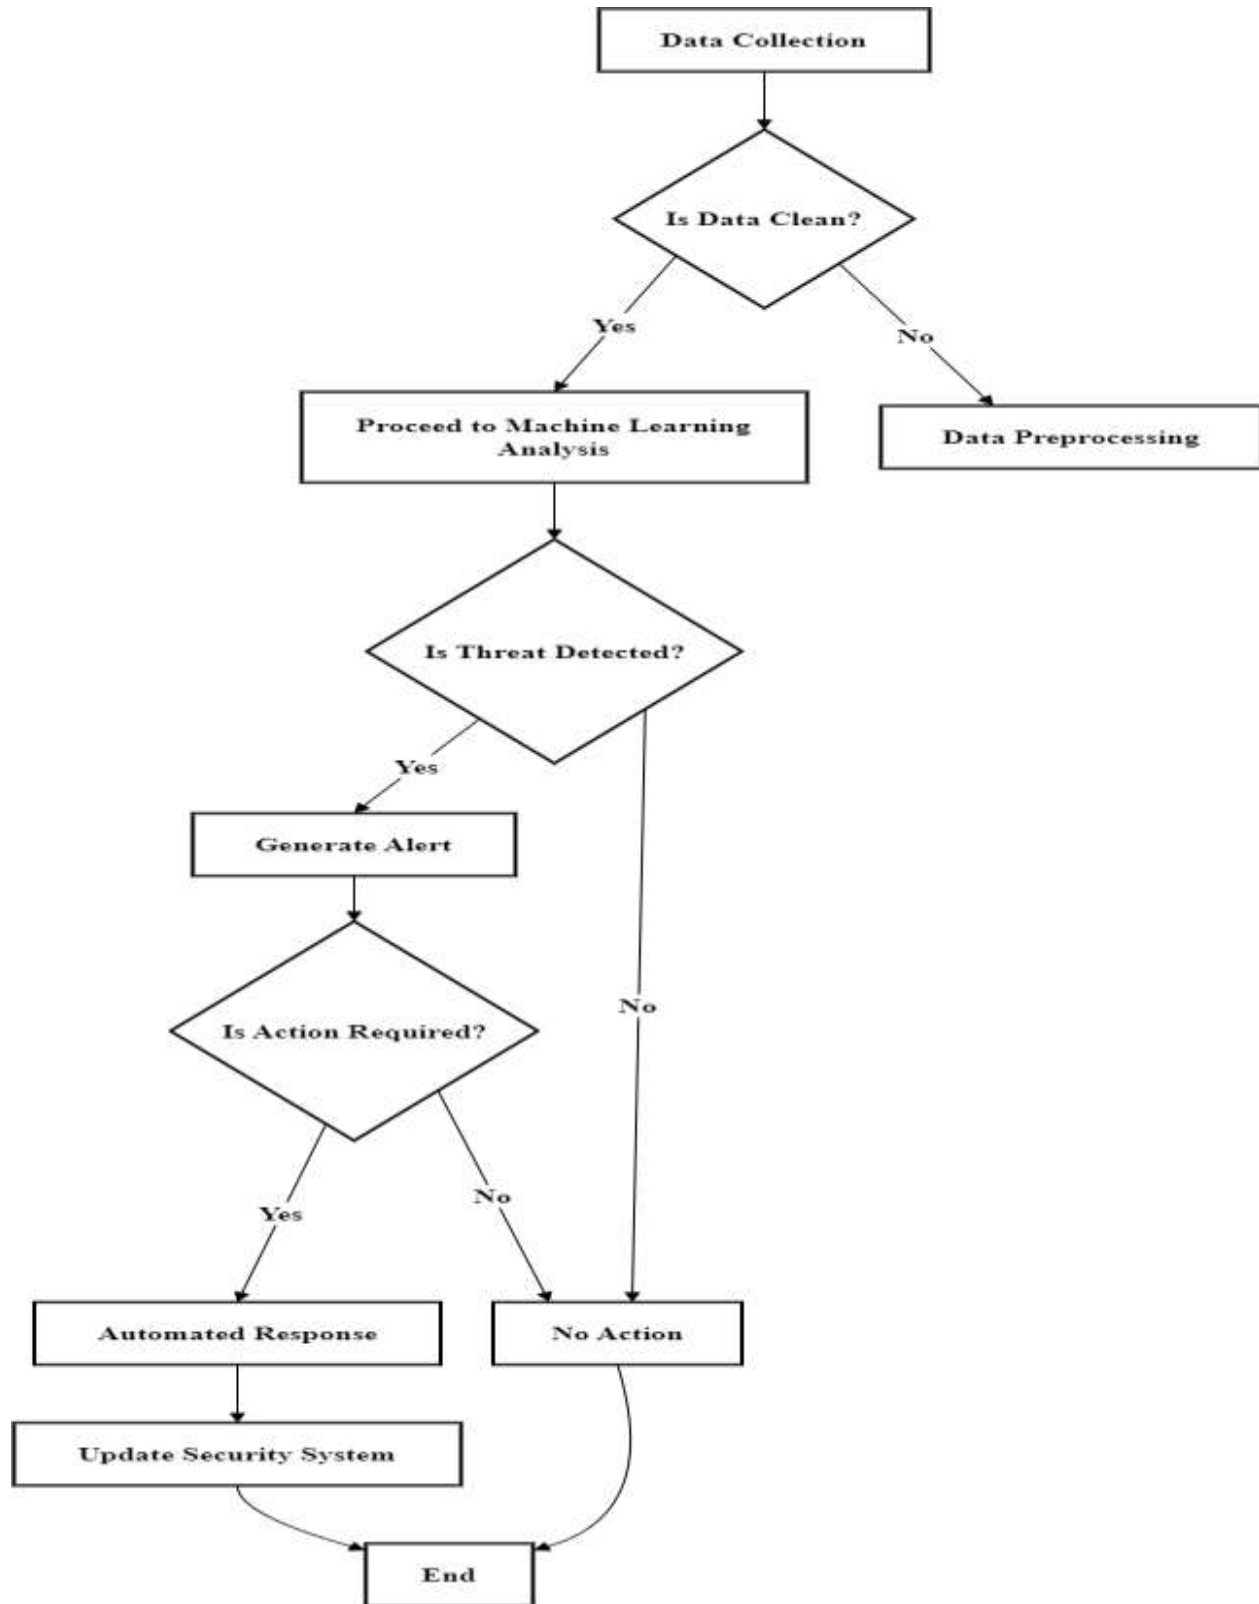 Data Collection
Is Data Clean?
Yes
No
Proceed to Machine Learning
Analysis
Data Preprocessing
Is Threat Detected?
Yes
Generate Alert
No
Is Action Required?
Yes
No
Automated Response
No Action
Update Security System
End